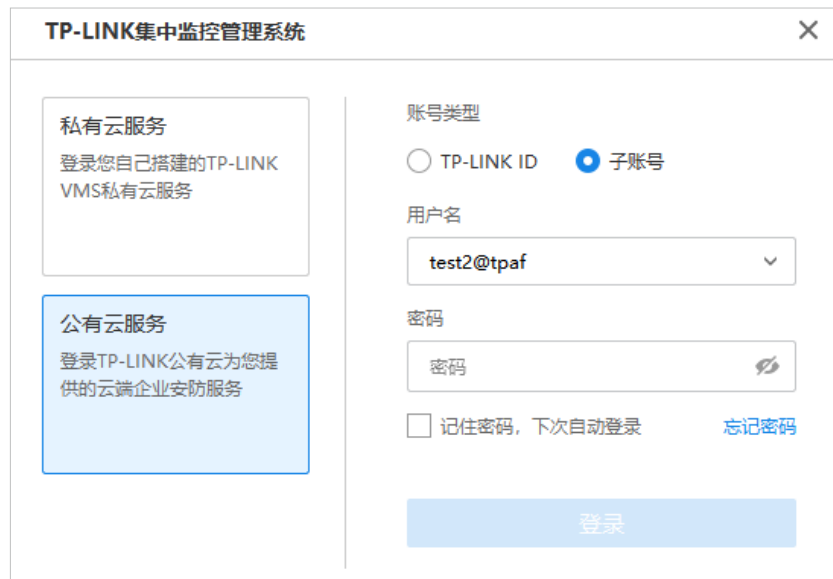 TP-LINK集中监控管理系统
私有云服务
登录您自己搭建的TP-LINK
VMS私有云服务
公有云服务
登录TP-LINK公有云为您提
供的云端企业安防服务
账号类型
TP-LINK ID
子账号
用户名
test2@tpaf
密码
密码
记住密码，下次自动登录
忘记密码
登录